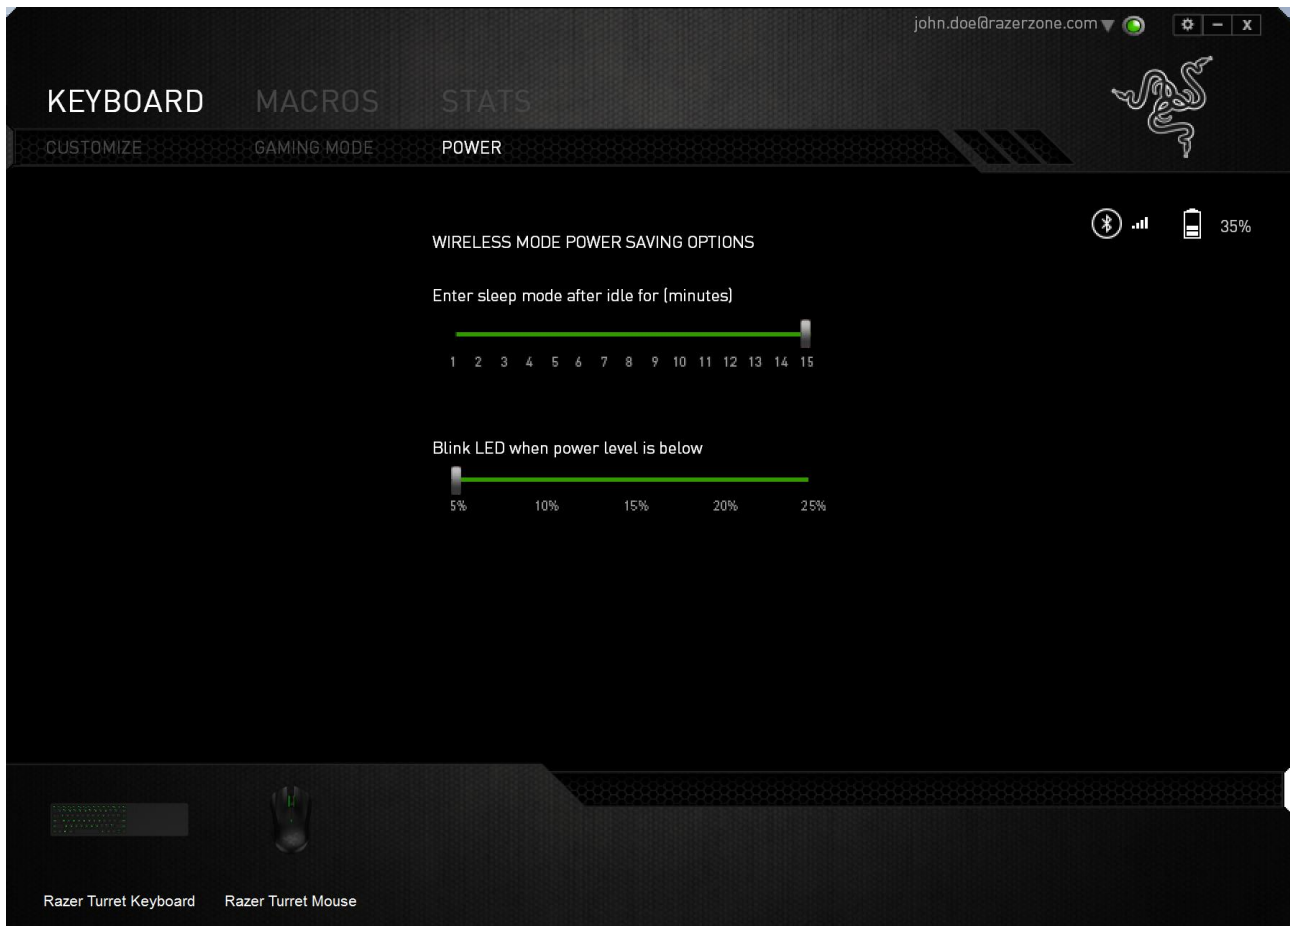 john.doe@razerzone.com
X
KEYBOARD MACROS STATS
CUSTOMIZE GAMING MODE POWER
35%
WIRELESS MODE POWER SAVING OPTIONS
Enter sleep mode after idle for (minutes)
1 2 3 4 5 6 7 8 9 10 11 12 13 14 15
Blink LED when power level is below
5% 10% 15% 20% 25%
Razer Turret Keyboard Razer Turret Mouse